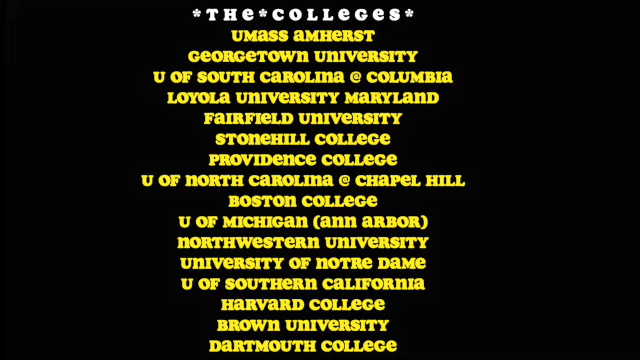 *THE*COLLEGES*
UMASS AMHERST
GEORGETOWN UNIVERSITY
U OF SOUTH CAROLINA @ COLUMBIA
LOYOLA UNIVERSITY MARYLAND
FAIRFIELD UNIVERSITY
STONEHILL COLLEGE
PROVIDENCE COLLEGE
U OF NORTH CAROLINA @ CHAPEL HILL
BOSTON COLLEGE
U OF MICHIGAN (ANN ARBOR)
NORTHWESTERN UNIVERSITY
UNIVERSITY OF NOTRE DAME
U OF SOUTHERN CALIFORNIA
HARVARD COLLEGE
BROWN UNIVERSITY
DARTMOUTH COLLEGE